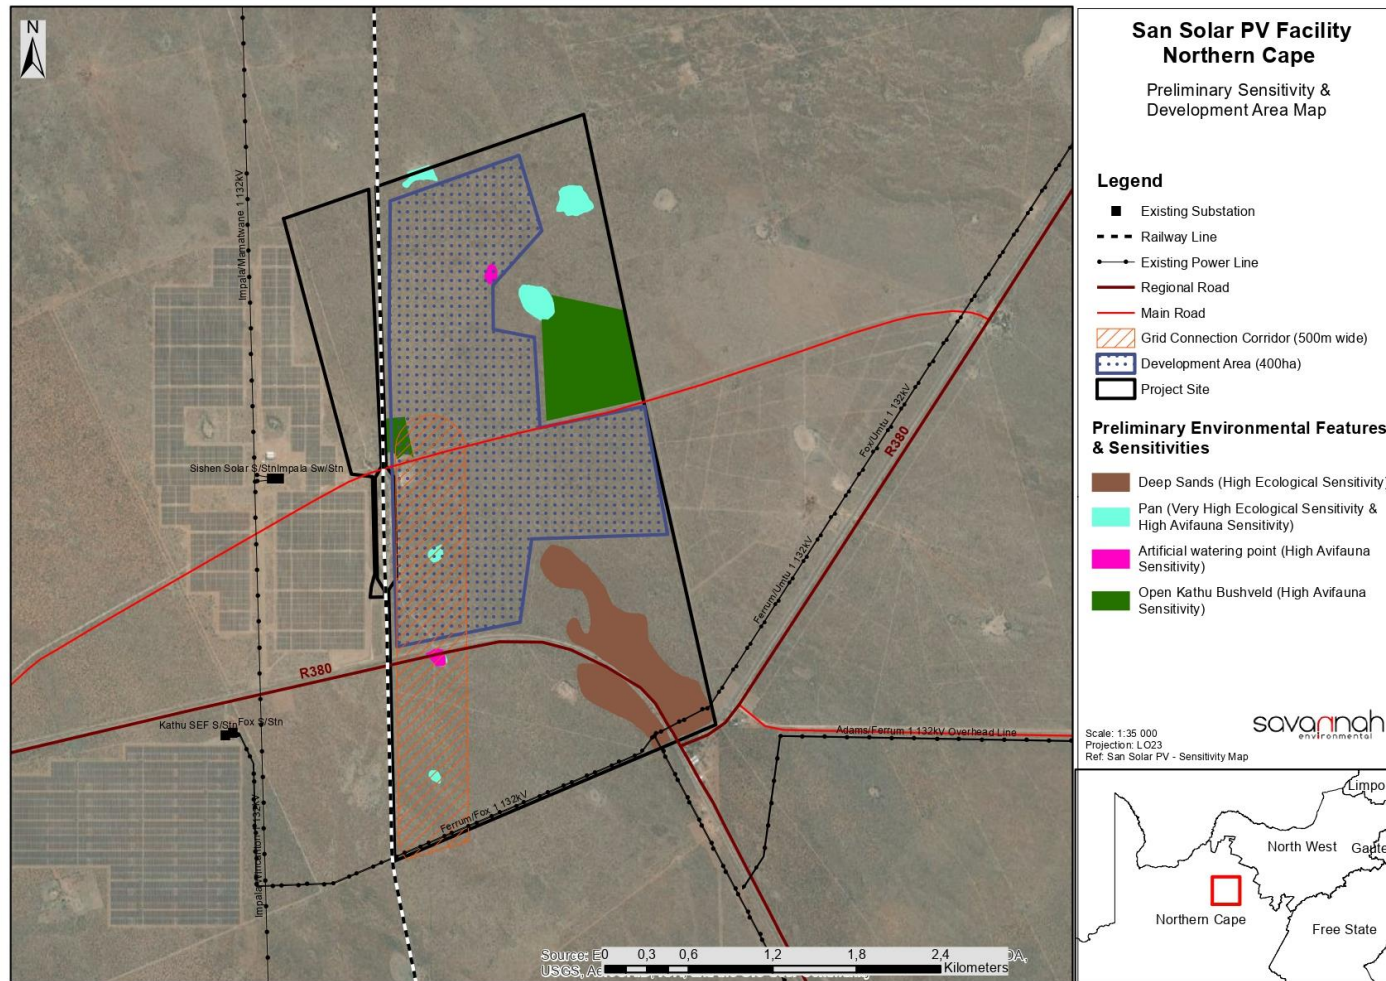 N
San Solar PV Facility
Northern Cape
Preliminary Sensitivity &
Development Area Map
Legend
Existing Substation
Railway Line
Existing Power Line
Regional Road
Main Road
Grid Connection Corridor (500m wide)
Development Area (400ha)
Project Site
Preliminary Environmental Features
& Sensitivities
Deep Sands (High Ecological Sensitivity)
Pan (Very High Ecological Sensitivity &
High Avifauna Sensitivity)
Artificial watering point (High Avifauna
Sensitivity)
Open Kathu Bushveld (High Avifauna
Sensitivity)
Impala/Mamatwane 1 132kV
Sishen Solar S/Stn
Impala Sw/Stn
Fox/Umtu 1 132kV
R380
Ferrum/Umtu 1 132kV
R380
Kathu SEF S/Stn
Fox S/Stn
Adams/Ferrum 1 132kV Overhead Line
Ferrum/Fox 1 132kV
132kV
Source:
USGS,
0 0,3 0,6 1,2 1,8 2,4
Kilometers
savannah
environmental
Scale: 1:35 000
Projection: LO23
Ref: San Solar PV - Sensitivity Map
Limpo
North West
Gaute
Northern Cape
Free State